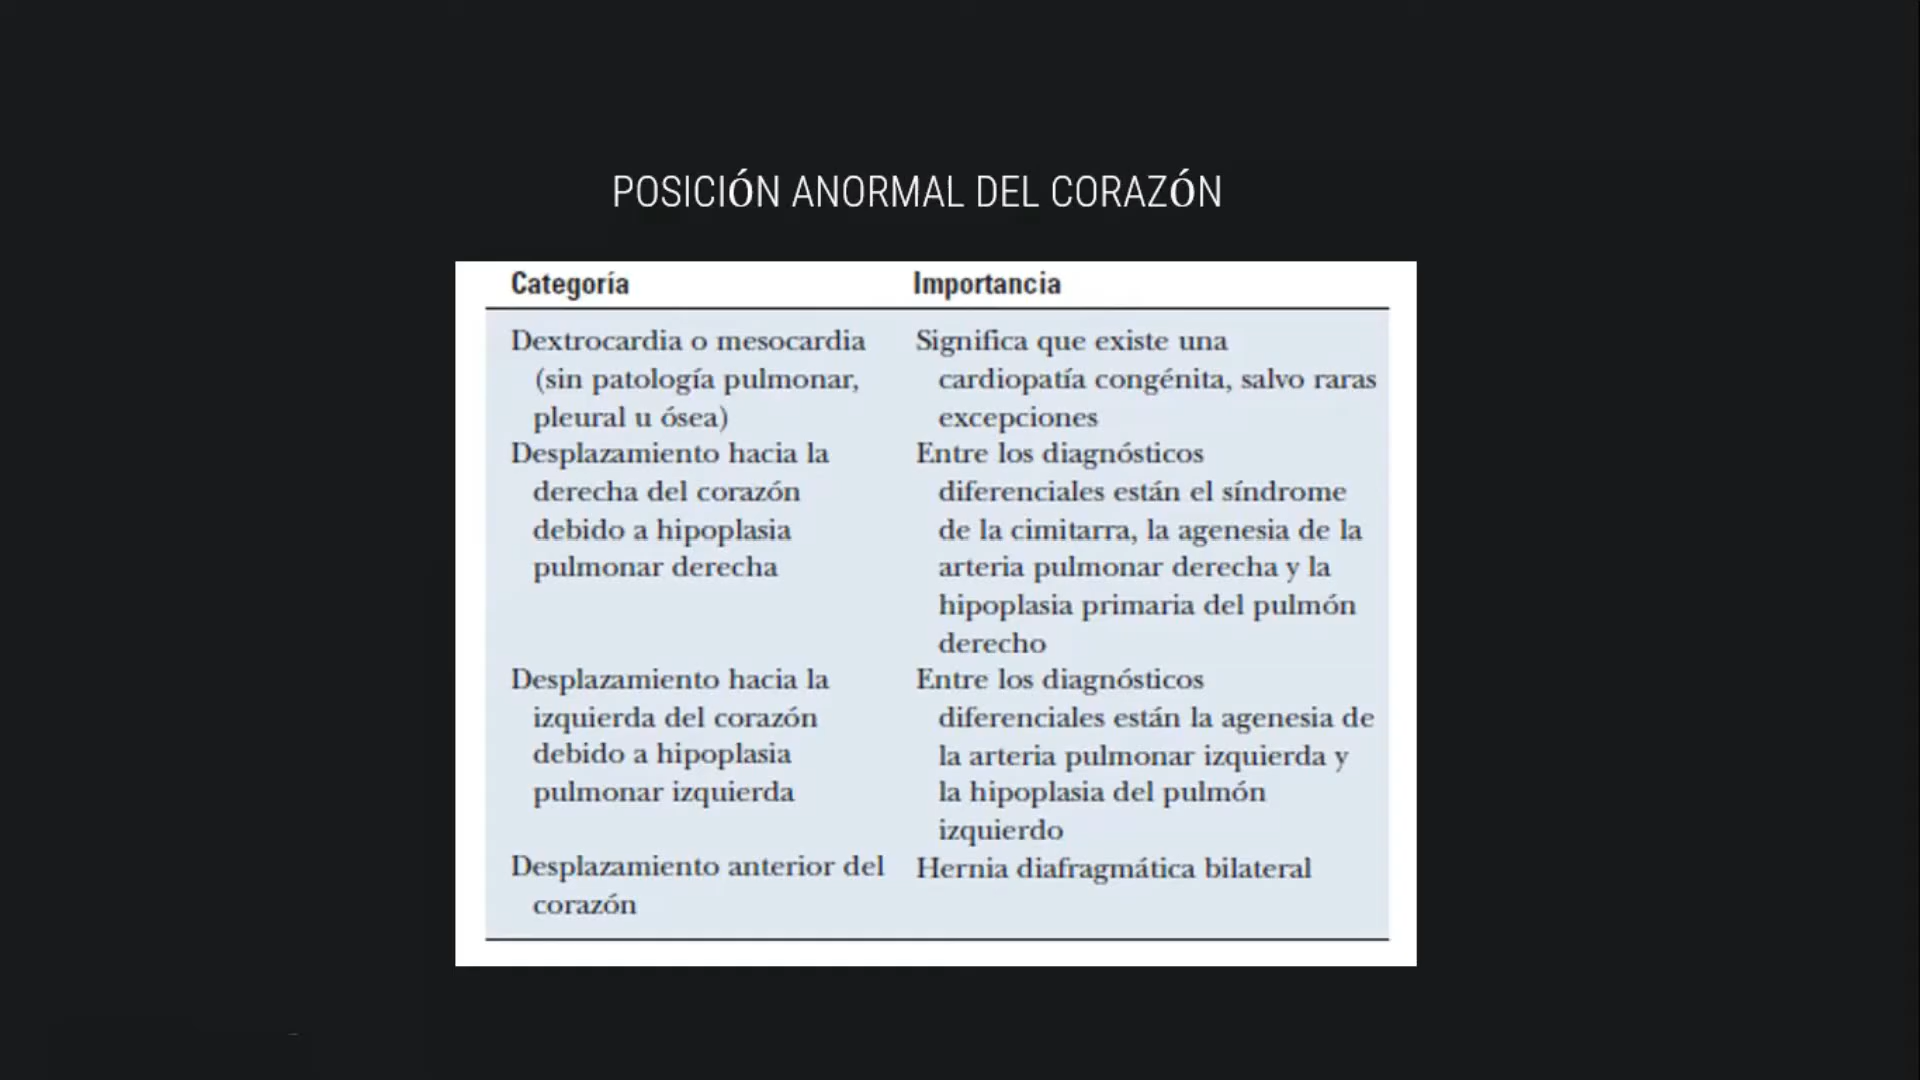 POSICIÓN ANORMAL DEL CORAZÓN
Categoría Importancia
Dextrocardia o mesocardia
(sin patología pulmonar,
pleural u ósea)
Significa que existe una
cardiopatía congénita, salvo raras
excepciones
Desplazamiento hacia la
derecha del corazón
debido a hipoplasia
pulmonar derecha
Entre los diagnósticos
diferenciales están el síndrome
de la cimitarra, la agenesia de la
arteria pulmonar derecha y la
hipoplasia primaria del pulmón
derecho
Desplazamiento hacia la
izquierda del corazón
debido a hipoplasia
pulmonar izquierda
Entre los diagnósticos
diferenciales están la agenesia de
la arteria pulmonar izquierda y
la hipoplasia del pulmón
izquierdo
Desplazamiento anterior del
corazón
Hernia diafragmática bilateral